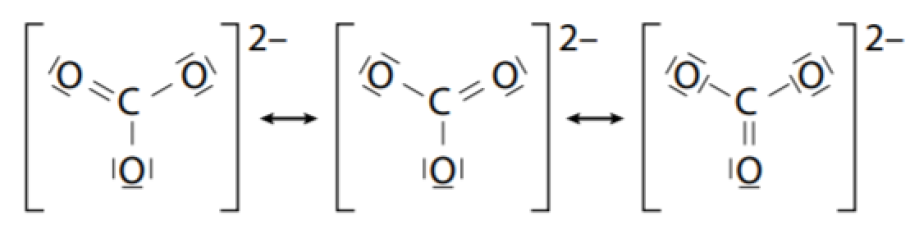 2– 2– 2–
O O O O O O
C C C
O O O